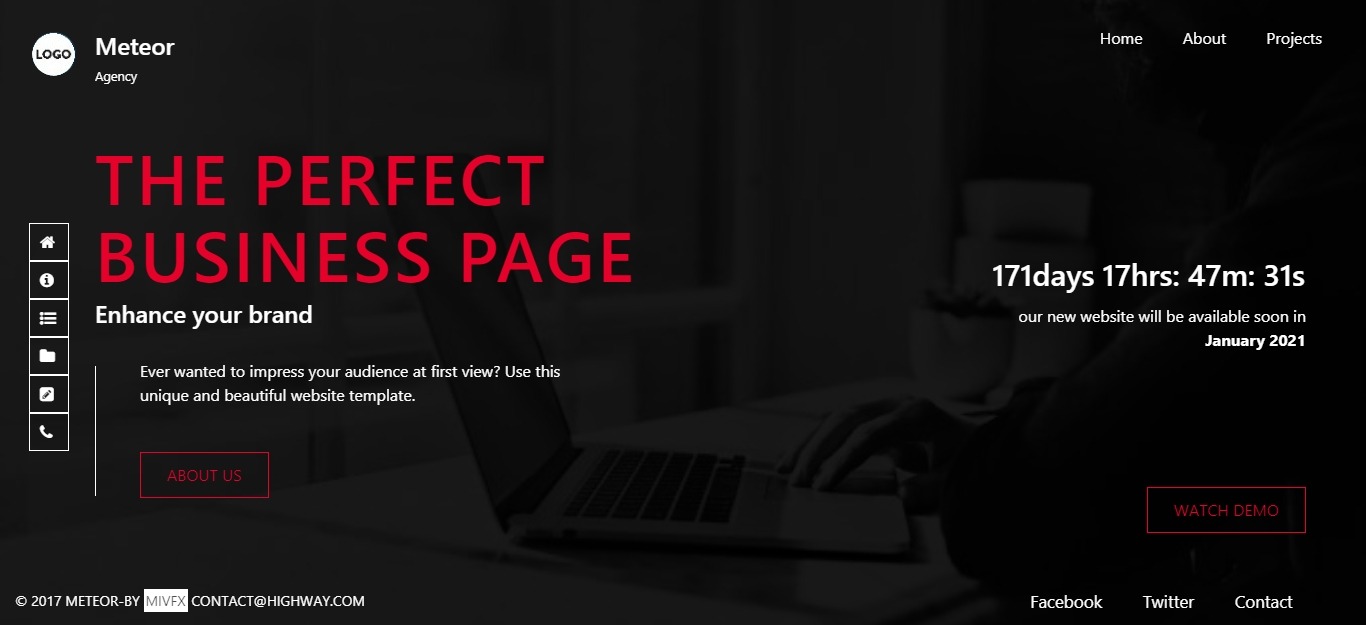 LOGO
Meteor
Agency
Home About Projects
THE PERFECT
BUSINESS PAGE
Enhance your brand
Ever wanted to impress your audience at first view? Use this
unique and beautiful website template.
ABOUT US
171days 17hrs: 47m: 31s
our new website will be available soon in
January 2021
WATCH DEMO
© 2017 METEOR-BY MIVFX CONTACT@HIGHWAY.COM
Facebook Twitter Contact